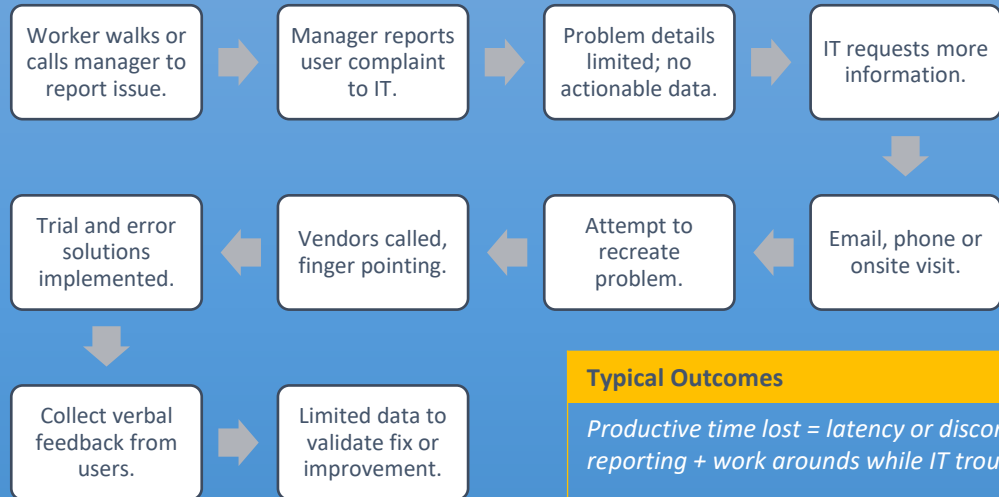 Worker walks or
calls manager to
report issue.
Manager reports
user complaint
to IT.
Problem details
limited; no
actionable data.
IT requests more
information.
Email, phone or
onsite visit.
Attempt to
recreate
problem.
Vendors called,
finger pointing.
Trial and error
solutions
implemented.
Collect verbal
feedback from
users.
Limited data to
validate fix or
improvement.
Typical Outcomes
Productive time lost = latency or
reporting + work arounds while IT